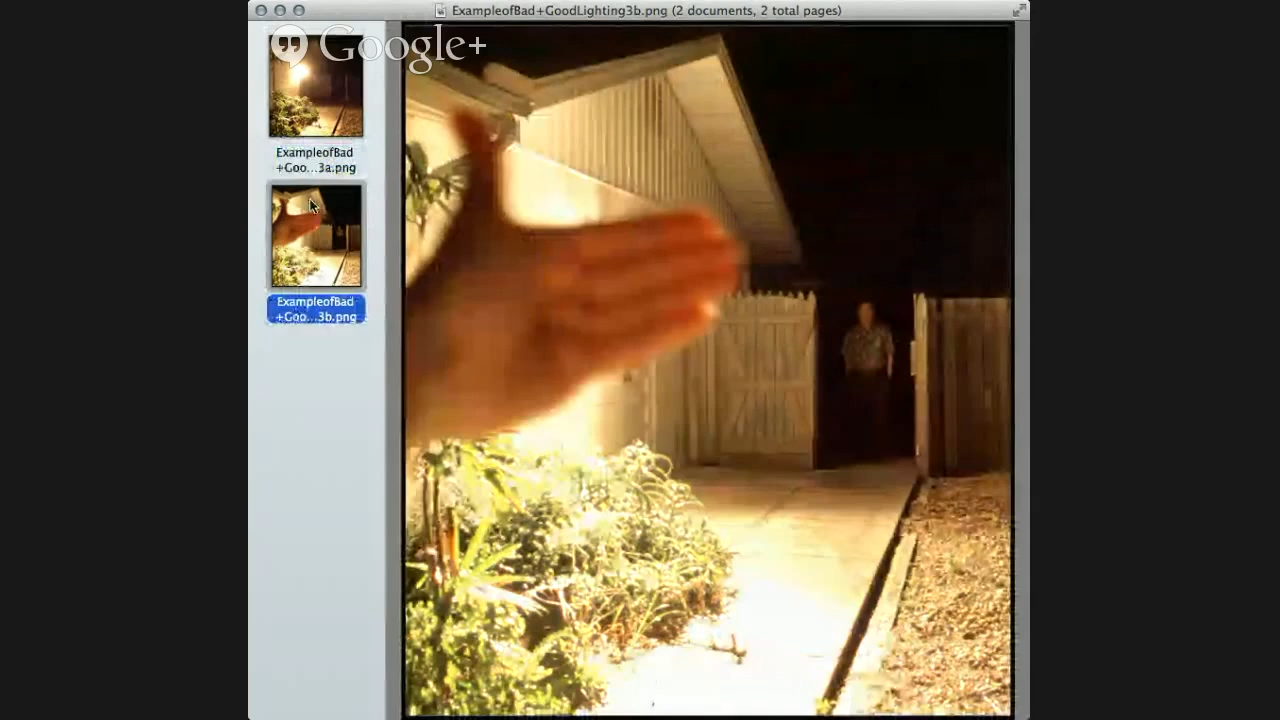 ExampleofBad+GoodLighting3b.png (2 documents, 2 total pages)
Google+
ExampleofBad
+Goo...3a.png
ExampleofBad
+Goo...3b.png